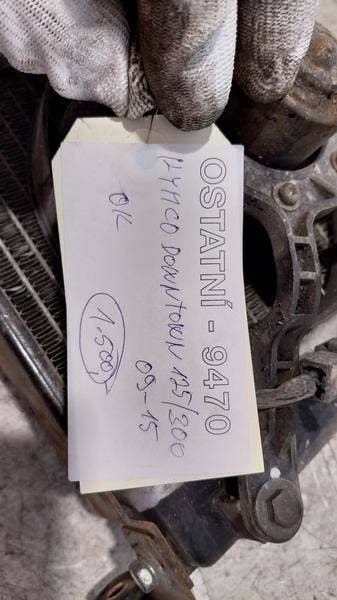 OSTATNÍ - 9470
KYMCO DOWNTOWN 125/300
09-15
OK
1.500,